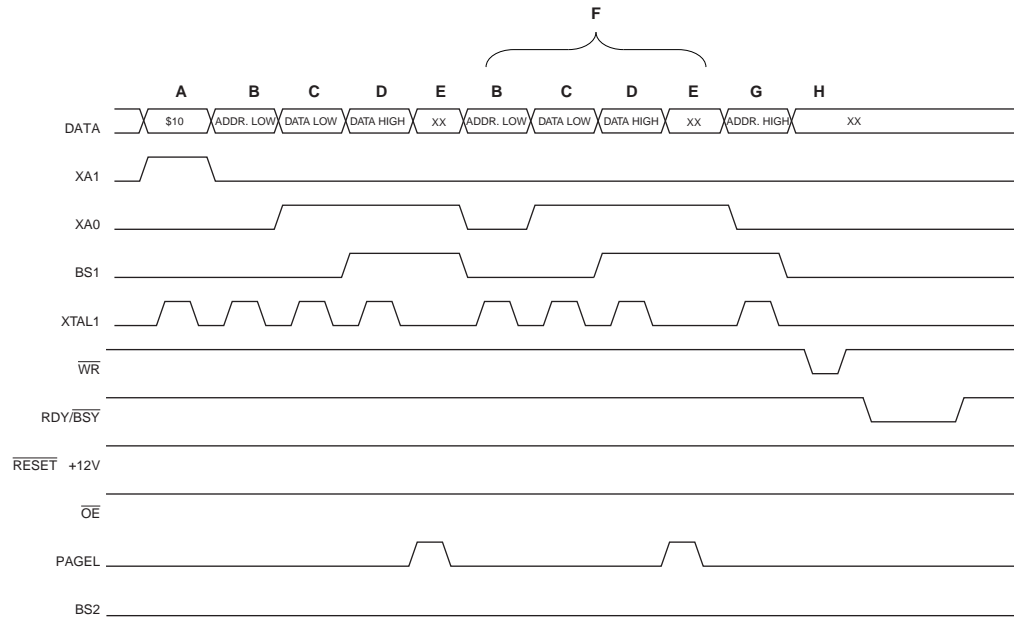 F
A B C D E B C D E G H
DATA $10 ADDR. LOW DATA LOW DATA HIGH XX ADDR. LOW DATA LOW DATA HIGH XX ADDR. HIGH XX
XA1
XA0
BS1
XTAL1
WR
RDY/BSY
RESET +12V
OE
PAGEL
BS2